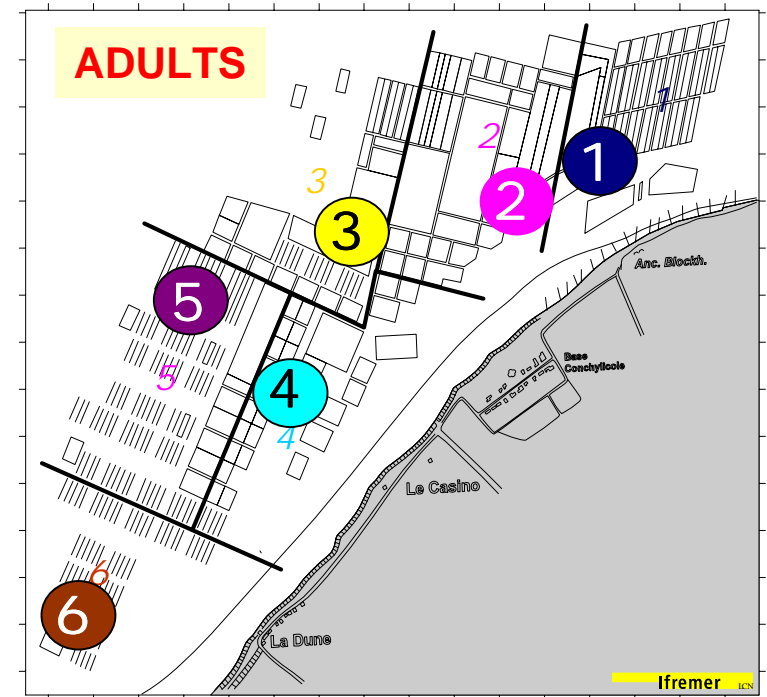 ADULTS
1
1
2
2
3
3
Anc. Blockh.
5
Base
Conchylicole
5
4
4
Le Casino
6
6
La Dune
Ifremer
LCN